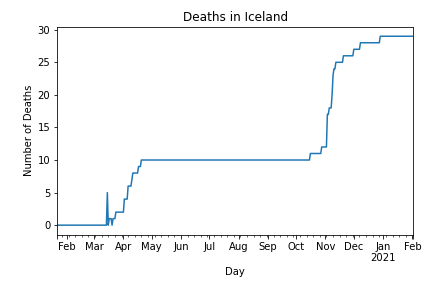 Deaths in Iceland
30
25
20
15
10
5
0
Number of Deaths
Feb Mar Apr May Jun Jul Aug Sep Oct Nov Dec Jan Feb
2021
Day